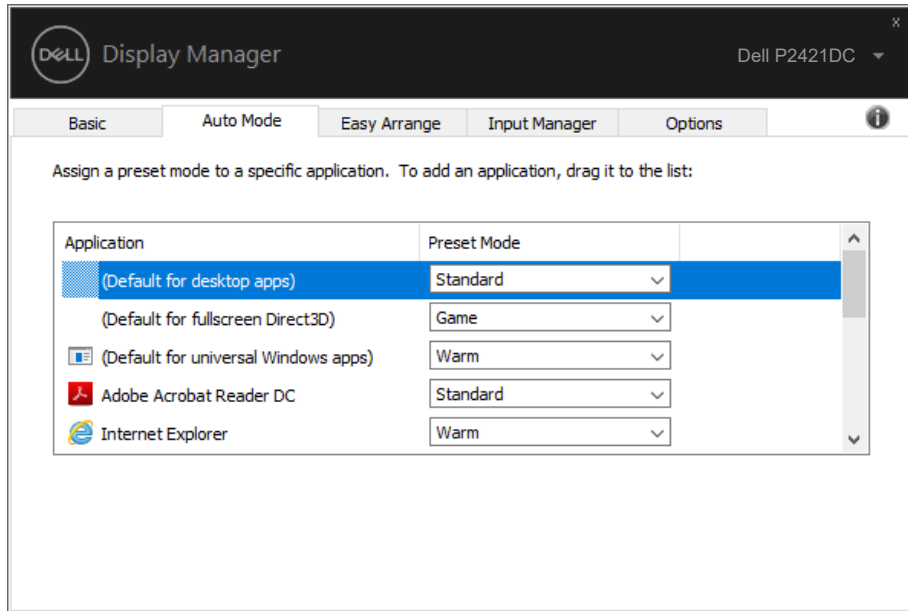 x
DELL Display Manager Dell P2421DC
Basic Auto Mode Easy Arrange Input Manager Options i
Assign a preset mode to a specific application. To add an application, drag it to the list:
Application Preset Mode
(Default for desktop apps) Standard
(Default for fullscreen Direct3D) Game
(Default for universal Windows apps) Warm
Adobe Acrobat Reader DC Standard
Internet Explorer Warm